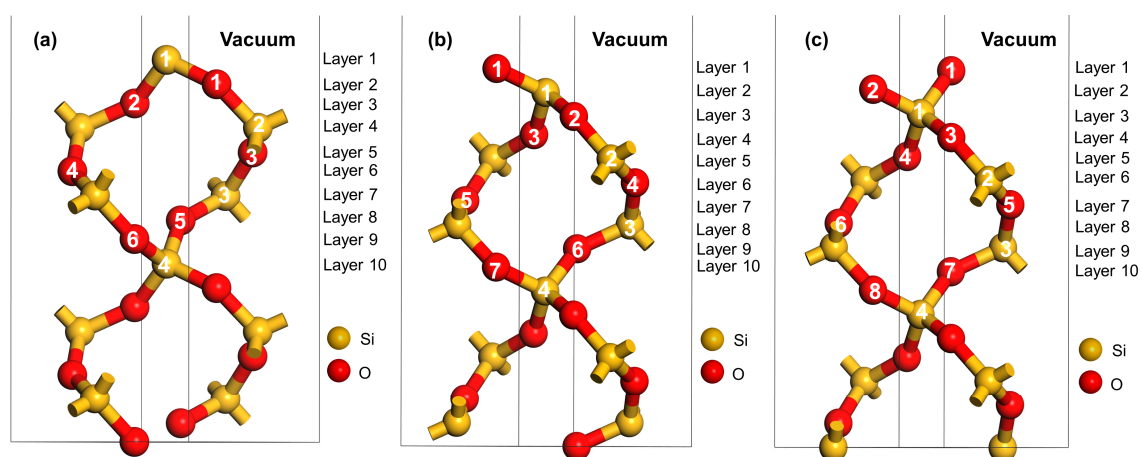 (a)
Vacuum
Layer 1
Layer 2
Layer 3
Layer 4
Layer 5
Layer 6
Layer 7
Layer 8
Layer 9
Layer 10
1
1
2
2
3
4
3
5
6
4
Si
O
(b)
Vacuum
Layer 1
Layer 2
Layer 3
Layer 4
Layer 5
Layer 6
Layer 7
Layer 8
Layer 9
Layer 10
1
1
2
3
2
4
5
3
6
7
4
Si
O
(c)
Vacuum
Layer 1
Layer 2
Layer 3
Layer 4
Layer 5
Layer 6
Layer 7
Layer 8
Layer 9
Layer 10
1
2
1
3
4
2
5
6
3
7
8
4
Si
O